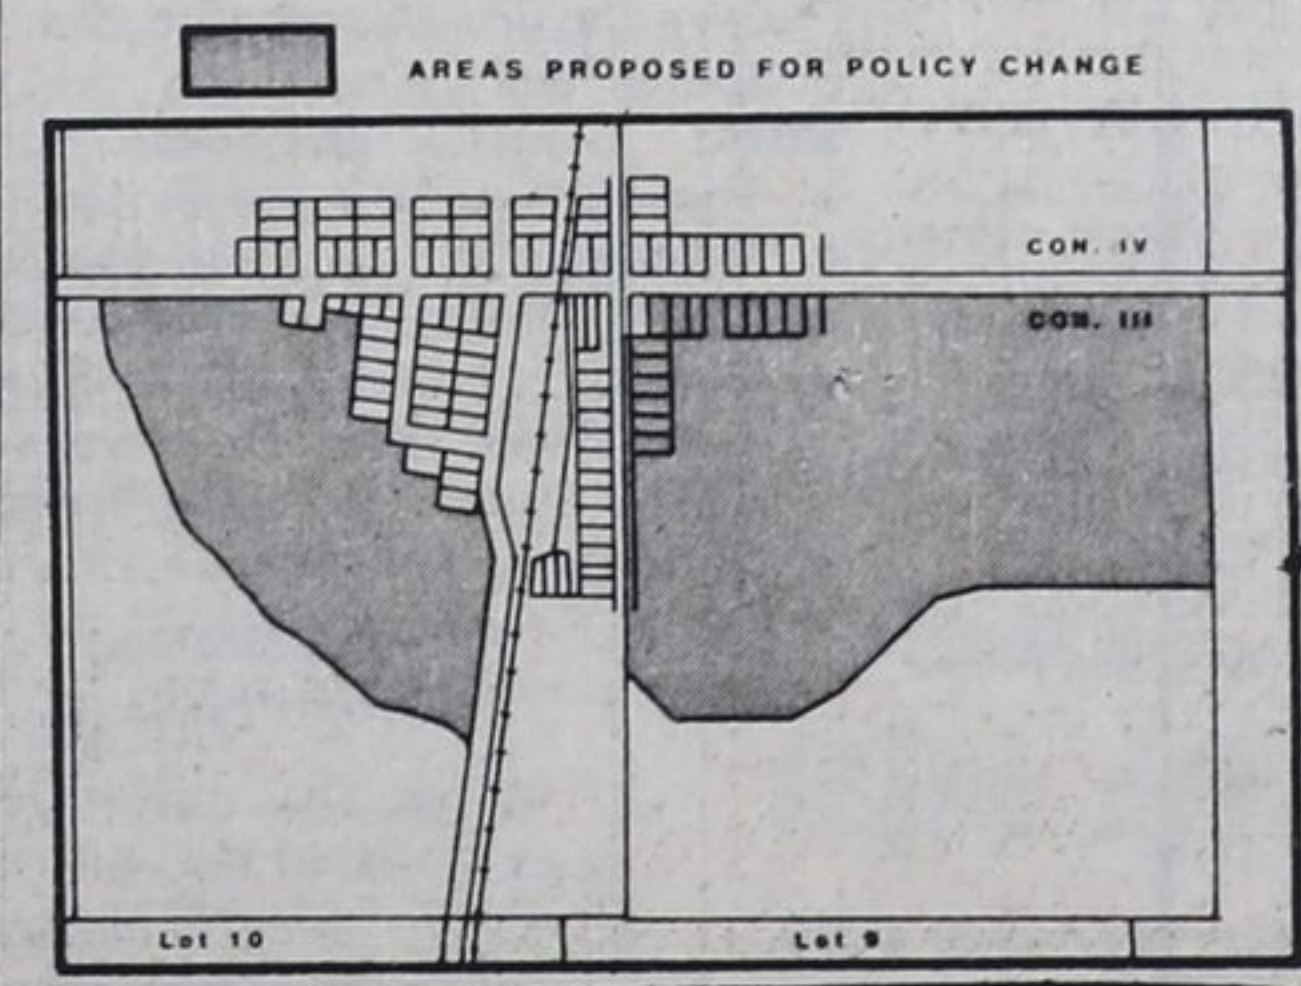 AREAS PROPOSED FOR POLICY CHANGE
CON. IV
CON. III
Lot 10
Lot 9